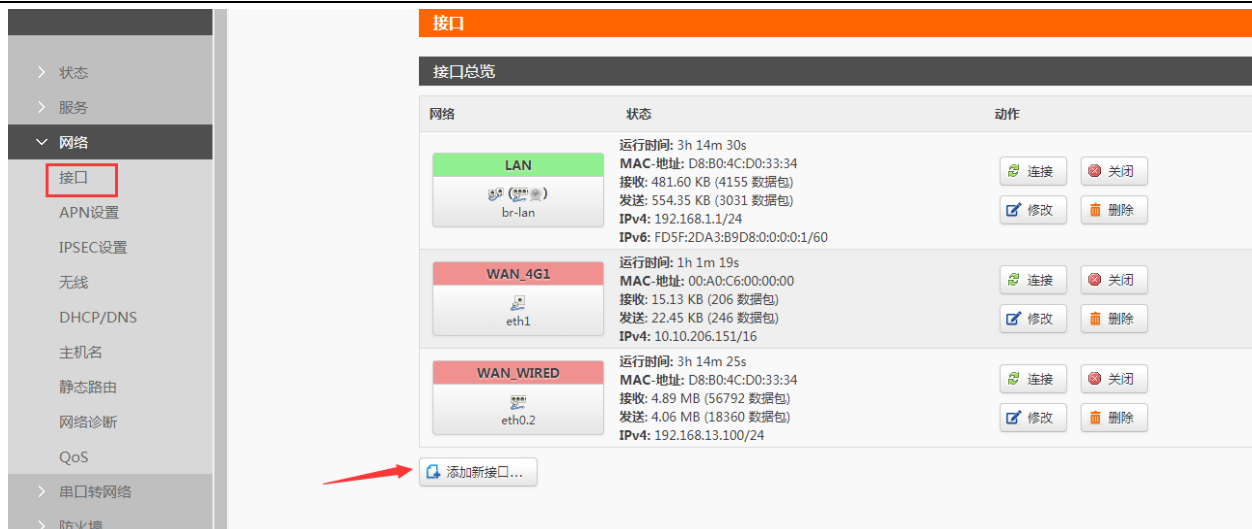 接口
接口总览
状态
服务
网络
接口
APN设置
IPSEC设置
无线
DHCP/DNS
主机名
静态路由
网络诊断
QoS
串口转网络
防火墙
网络 状态 动作
LAN
br-lan
运行时间: 3h 14m 30s
MAC-地址: D8:B0:4C:D0:33:34
接收: 481.60 KB (4155 数据包)
发送: 554.35 KB (3031 数据包)
IPv4: 192.168.1.1/24
IPv6: FD5F:2DA3:B9D8:0:0:0:0:1/60
连接 关闭
修改 删除
WAN_4G1
eth1
运行时间: 1h 1m 19s
MAC-地址: 00:A0:C6:00:00:00
接收: 15.13 KB (206 数据包)
发送: 22.45 KB (246 数据包)
IPv4: 10.10.206.151/16
连接 关闭
修改 删除
WAN_WIRED
eth0.2
运行时间: 3h 14m 25s
MAC-地址: D8:B0:4C:D0:33:34
接收: 4.89 MB (56792 数据包)
发送: 4.06 MB (18360 数据包)
IPv4: 192.168.13.100/24
连接 关闭
修改 删除
添加新接口...